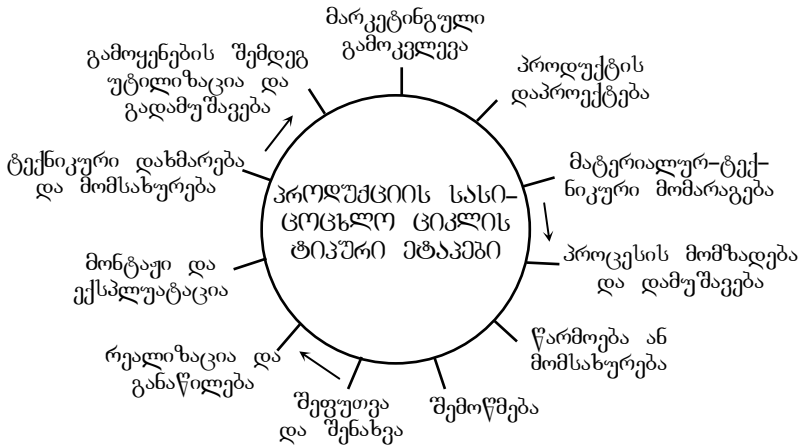 მარკეტინგული
გამოკვლევა
პროდუქტის
დაპროექტება
მატერიალურ-ტექ-
ნიკური მომარაგება
პროცესის მომზადება
და დამუშავება
წარმოება ან
მომსახურება
შემოწმება
შეფუთვა
და შენახვა
რეალიზაცია და
განაწილება
მონტაჟი და
ექსპლუატაცია
ტექნიკური დახმარება
და მომსახურება
გამოყენების შემდეგ
უტილიზაცია და
გადამუშავება
პროდუქციის სასი-
ცოცხლო ციკლის
ტიპური ეტაპები